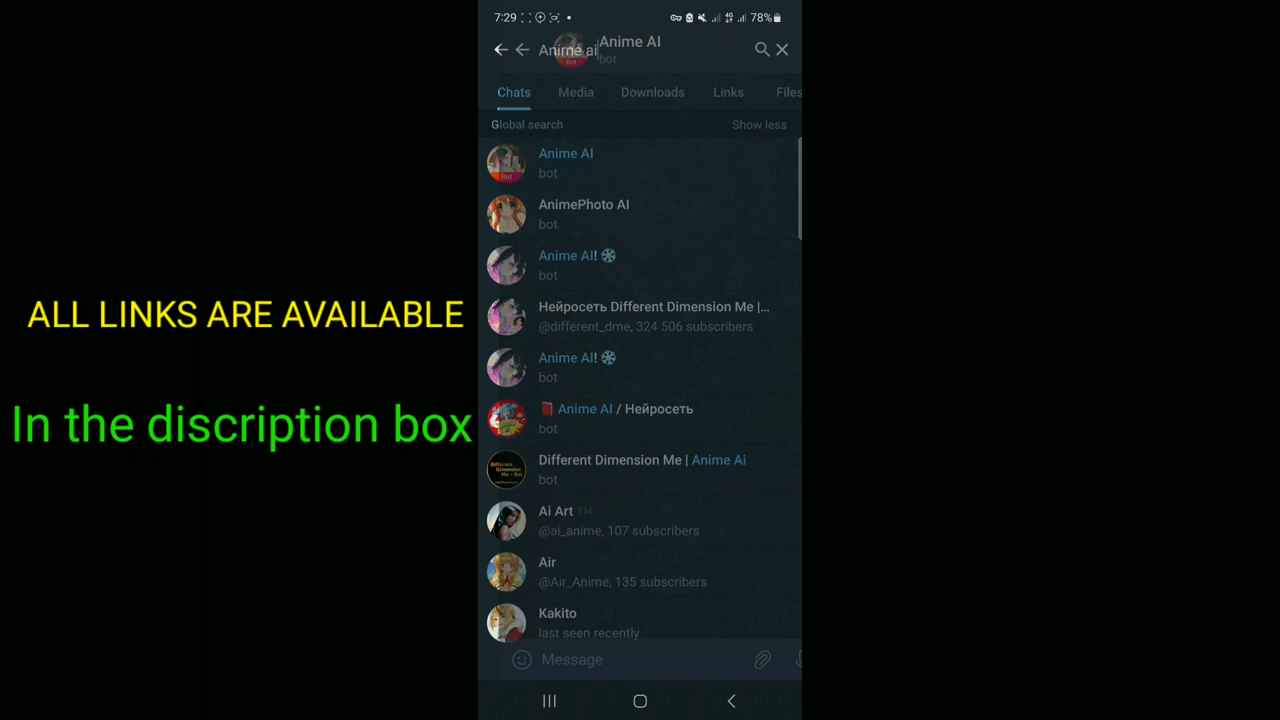 7:29
78%
Anime ai
Anime AI
bot
Chats Media Downloads Links Files
Global search Show less
Anime AI
Bot
bot
AnimePhoto AI
bot
Anime AI! ❄
bot
Нейросеть Different Dimension Me |...
@different_dme, 324 506 subscribers
Anime AI! ❄
bot
📕 Anime AI / Нейросеть
bot
Different Dimension Me | Anime Ai
bot
Ai Art
@ai_anime, 107 subscribers
Air
@Air_Anime, 135 subscribers
Kakito
last seen recently
Message
ALL LINKS ARE AVAILABLE
In the discription box